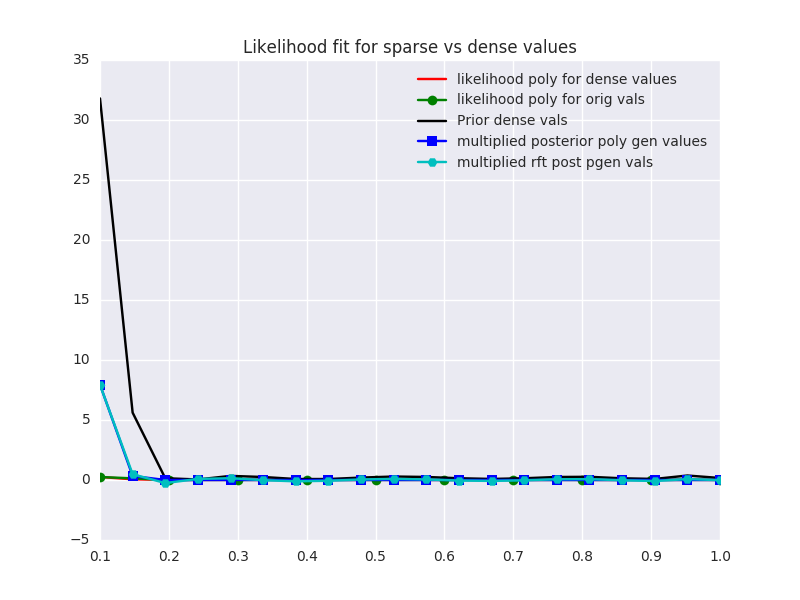 Likelihood fit for sparse vs dense values
likelihood poly for dense values
likelihood poly for orig vals
Prior dense vals
multiplied posterior poly gen values
multiplied rft post pgen vals
35
30
25
20
15
10
5
0
−5
0.1 0.2 0.3 0.4 0.5 0.6 0.7 0.8 0.9 1.0